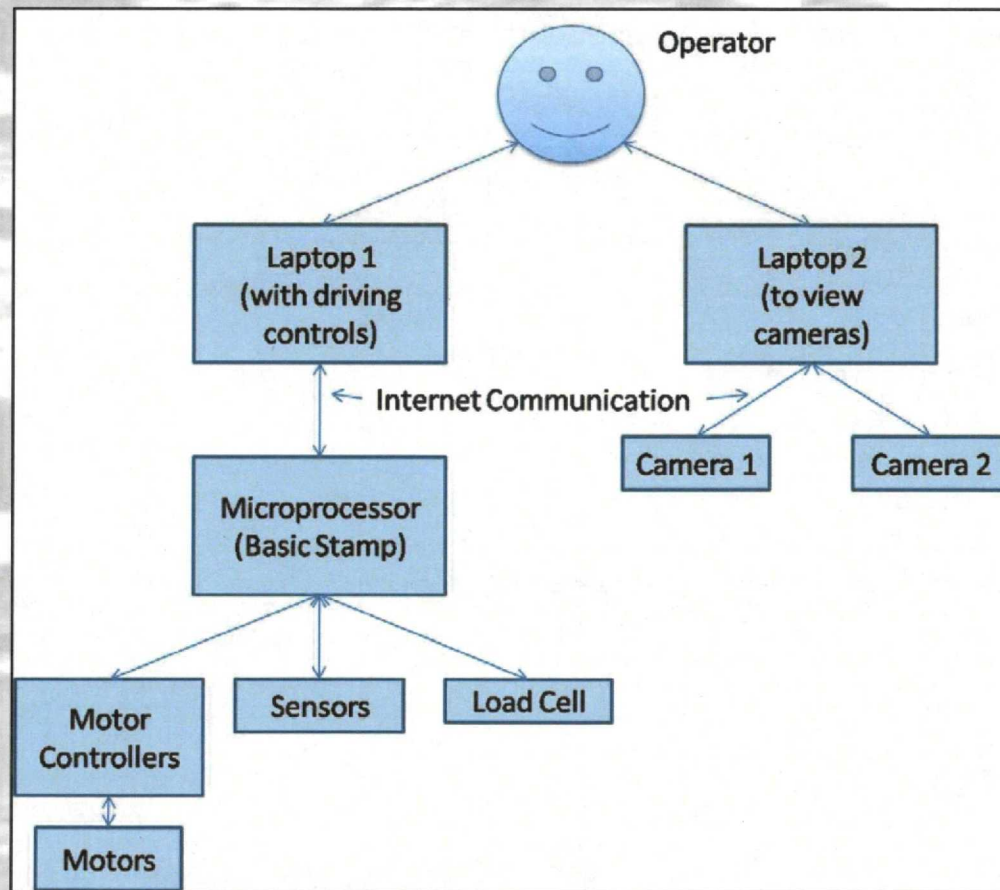 Operator
Laptop 1
(with driving
controls)
Laptop 2
(to view
cameras)
Internet Communication
Camera 1
Camera 2
Microprocessor
(Basic Stamp)
Motor
Controllers
Sensors
Load Cell
Motors